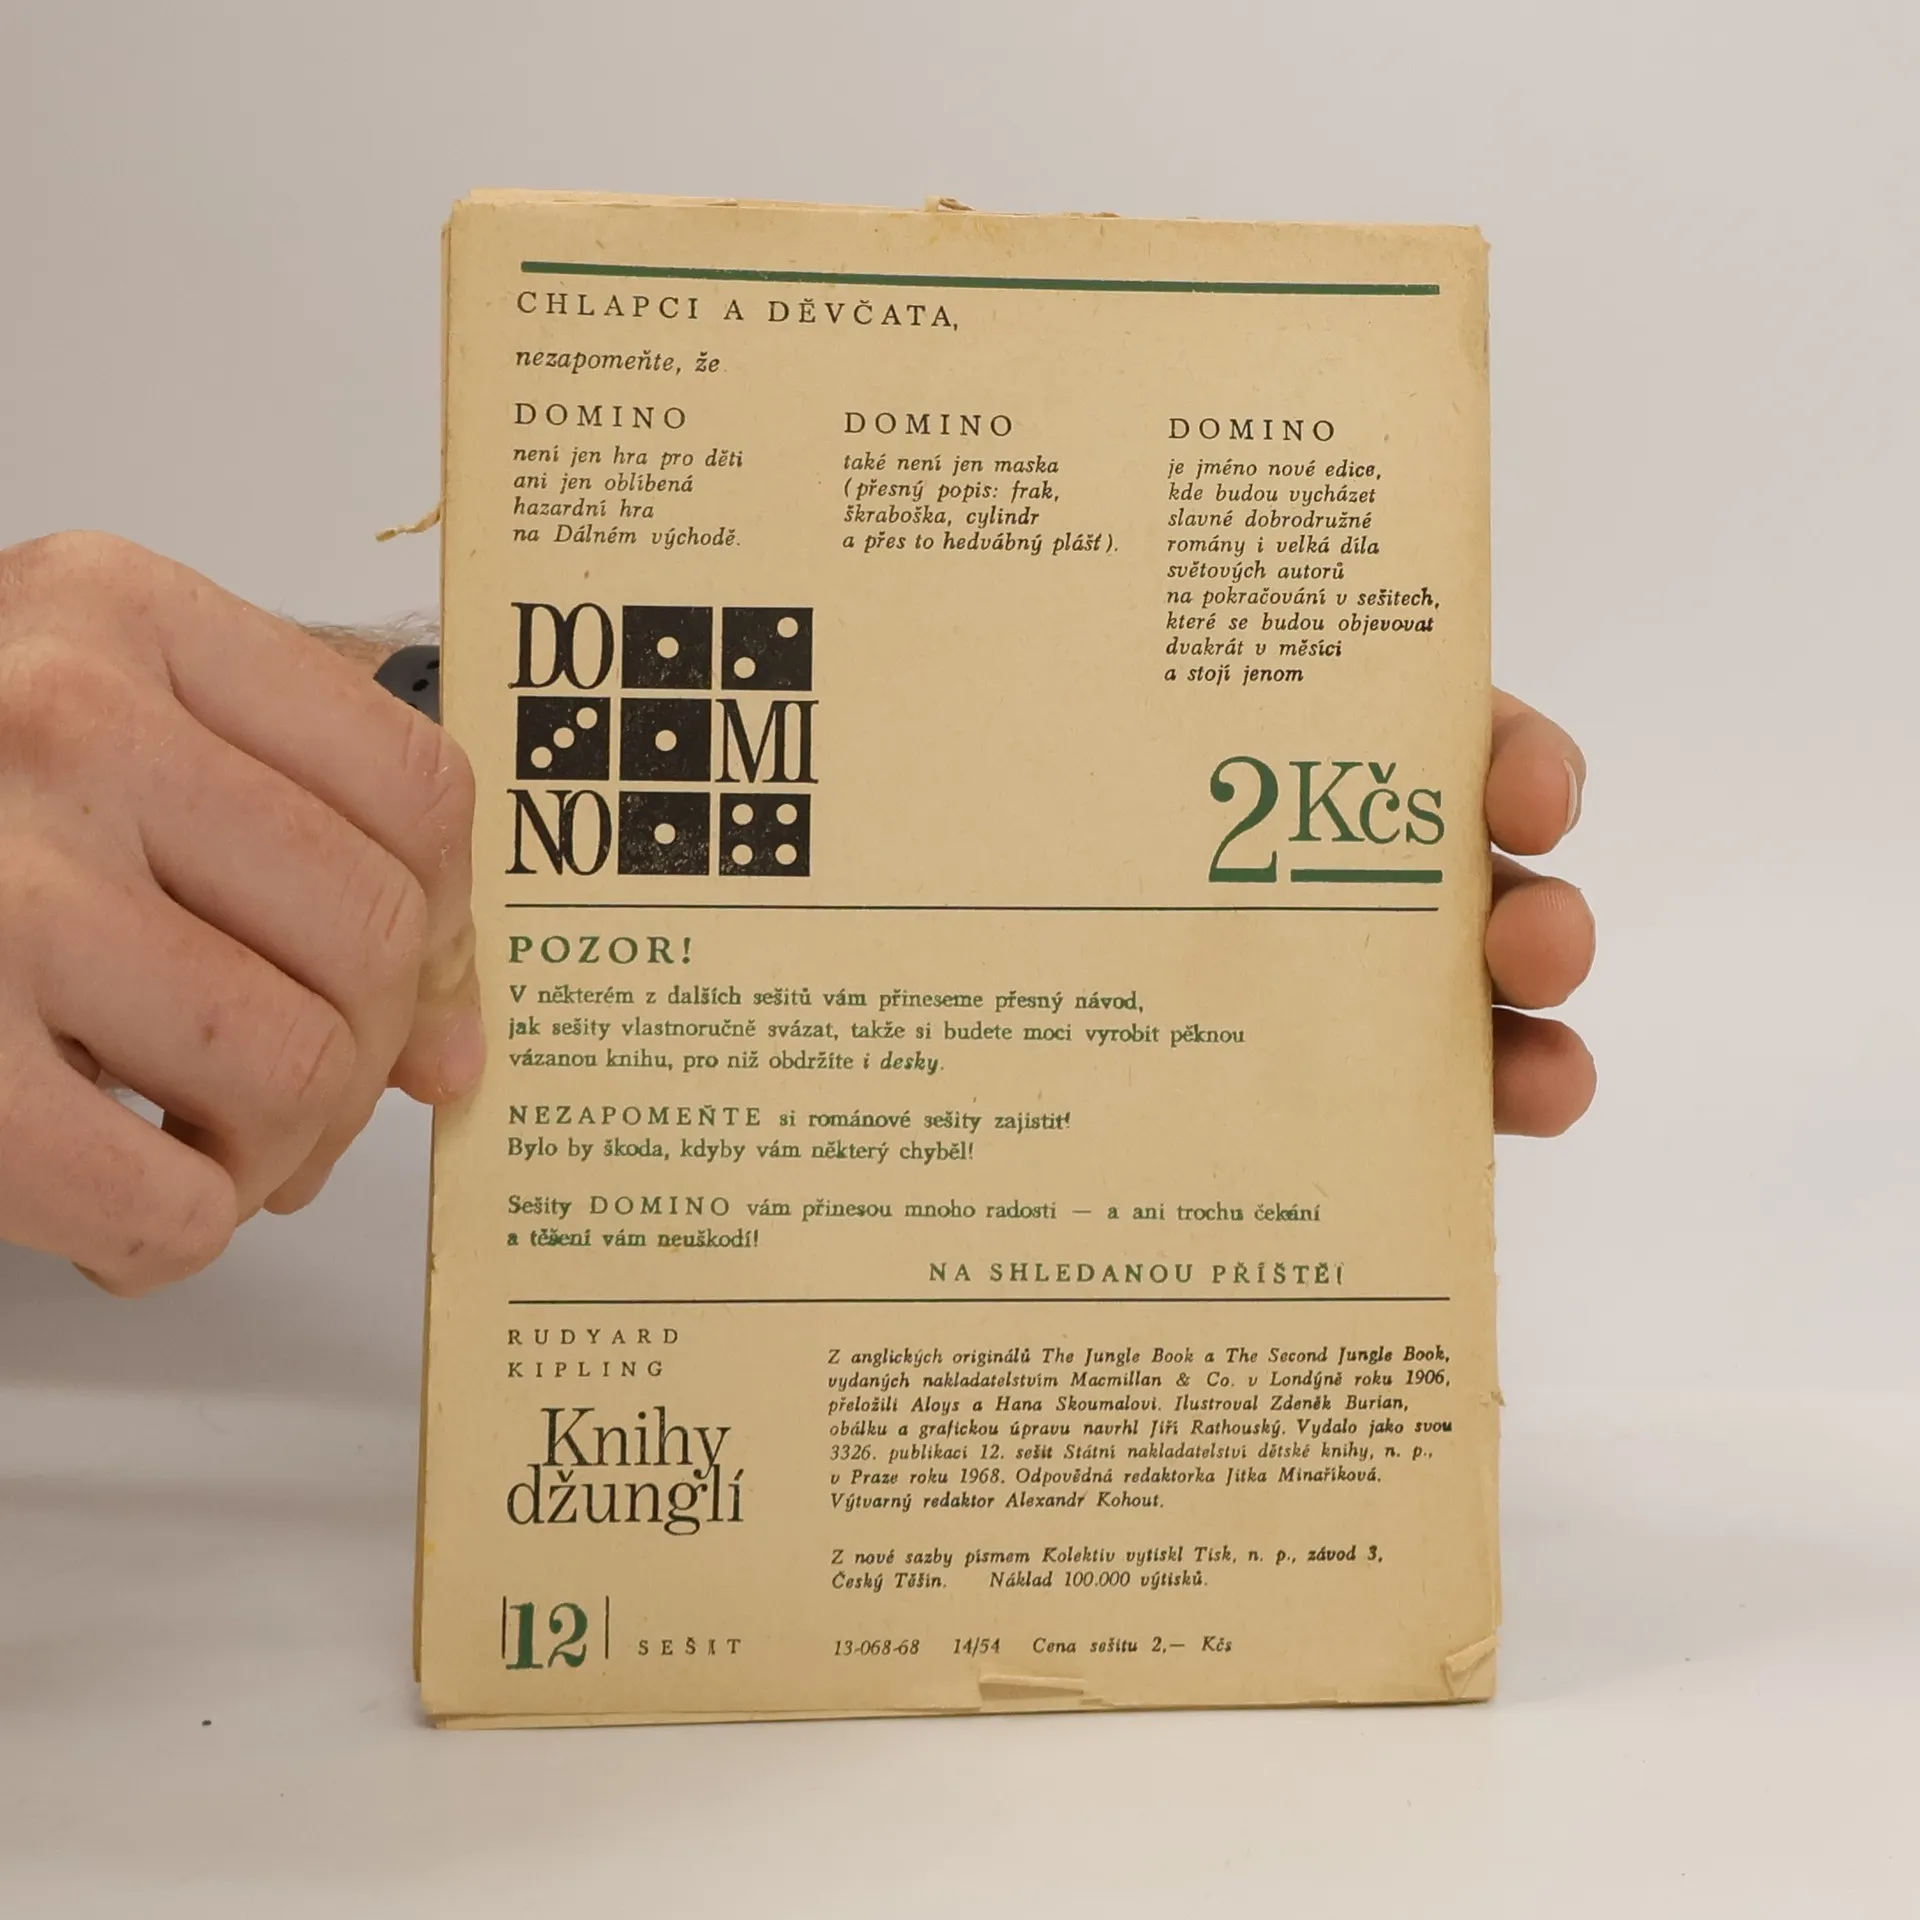 CHLAPCI A DĚVČATA,
nezapomeňte, že
DOMINO
není jen hra pro děti
ani jen oblíbená
hazardní hra
na Dálném východě.
DOMINO
také není jen maska
(přesný popis: frak,
škraboška, cylindr
a přes to hedvábný plášť).
DOMINO
je jméno nové edice,
kde budou vycházet
slavné dobrodružné
romány i velká díla
světových autorů
na pokračování v sešitech,
které se budou objevovat
dvakrát v měsíci
a stojí jenom
DO
MI
NO
2 Kčs
POZOR!
V některém z dalších sešitů vám přineseme přesný návod,
jak sešity vlastnoručně svázat, takže si budete moci vyrobit pěknou
vázanou knihu, pro niž obdržíte i desky.
NEZAPOMEŇTE si románové sešity zajistit!
Bylo by škoda, kdyby vám některý chyběl!
Sešity DOMINO vám přinesou mnoho radosti — a ani trochu čekání
a těšení vám neuškodí!
NA SHLEDANOU PŘÍŠTĚ!
RUDYARD
KIPLING
Knihy
džunglí
12 SEŠIT
Z anglických originálů The Jungle Book a The Second Jungle Book,
vydaných nakladatelstvím Macmillan & Co. v Londýně roku 1906,
přeložili Aloys a Hana Skoumalovi. Ilustroval Zdeněk Burian,
obálku a grafickou úpravu navrhl Jiří Rathouský. Vydalo jako svou
3326. publikaci 12. sešit Státní nakladatelství dětské knihy, n. p.,
v Praze roku 1968. Odpovědná redaktorka Jitka Minaříková.
Výtvarný redaktor Alexandr Kohout.
Z nové sazby písmem Kolektiv vytiskl Tisk, n. p., závod 3,
Český Těšín. Náklad 100.000 výtisků.
13-068-68 14/54 Cena sešitu 2,— Kčs